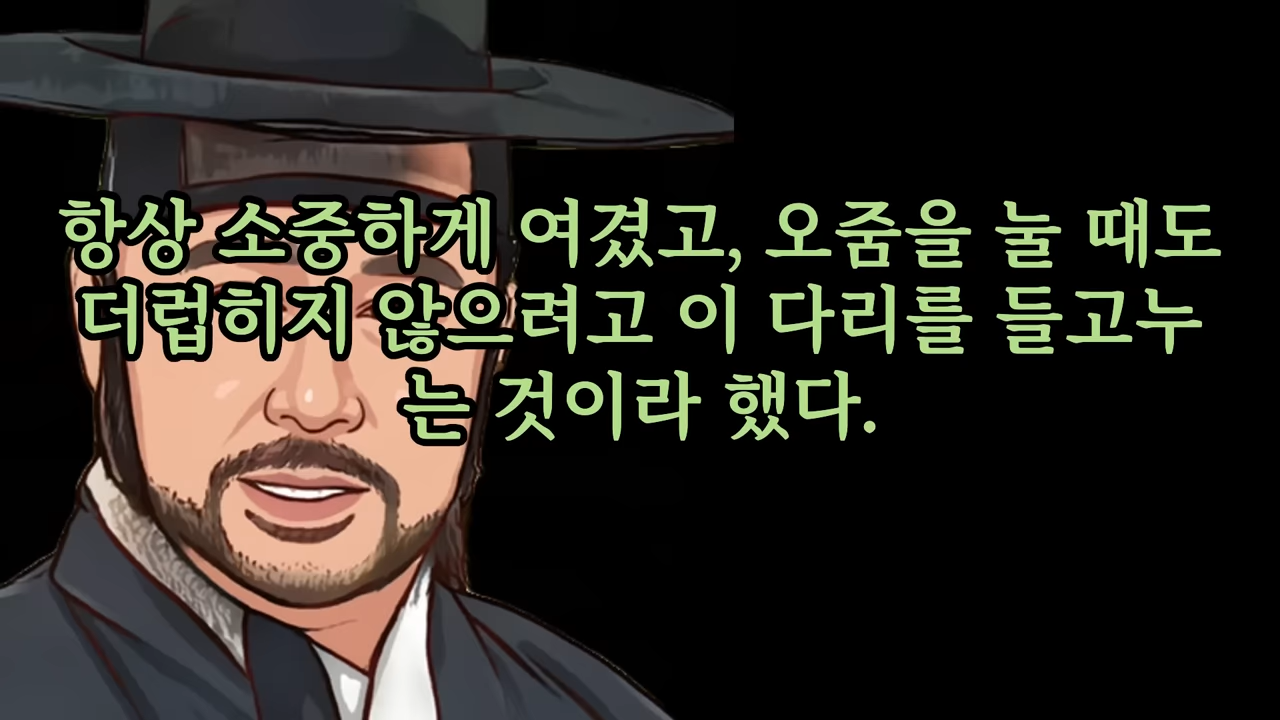 항상 소중하게 여겼고, 오줌을 눌 때도
더럽히지 않으려고 이 다리를 들고누
는 것이라 했다.